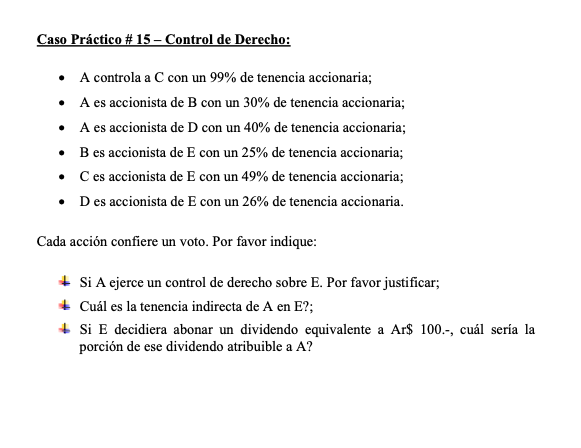 Caso Práctico # 15 – Control de Derecho:
• A controla a C con un 99% de tenencia accionaria;
• A es accionista de B con un 30% de tenencia accionaria;
• A es accionista de D con un 40% de tenencia accionaria;
• B es accionista de E con un 25% de tenencia accionaria;
• C es accionista de E con un 49% de tenencia accionaria;
• D es accionista de E con un 26% de tenencia accionaria.
Cada acción confiere un voto. Por favor indique:
Si A ejerce un control de derecho sobre E. Por favor justificar;
Cuál es la tenencia indirecta de A en E?;
Si E decidiera abonar un dividendo equivalente a Ar$ 100.-, cuál sería la
porción de ese dividendo atribuible a A?